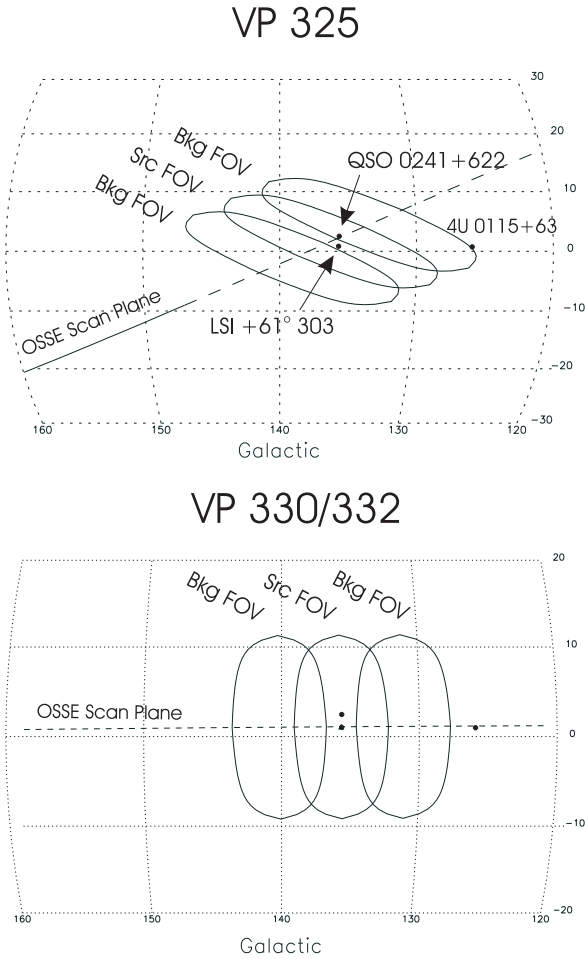 VP 325
30
20
10
0
−10
−20
−30
Bkg FOV
Src FOV
Bkg FOV
QSO 0241+622
4U 0115+63
LSI +61° 303
OSSE Scan Plane
160
150
140
130
120
Galactic
VP 330/332
20
10
0
−10
−20
Bkg FOV
Src FOV
Bkg FOV
OSSE Scan Plane
160
150
140
130
120
Galactic